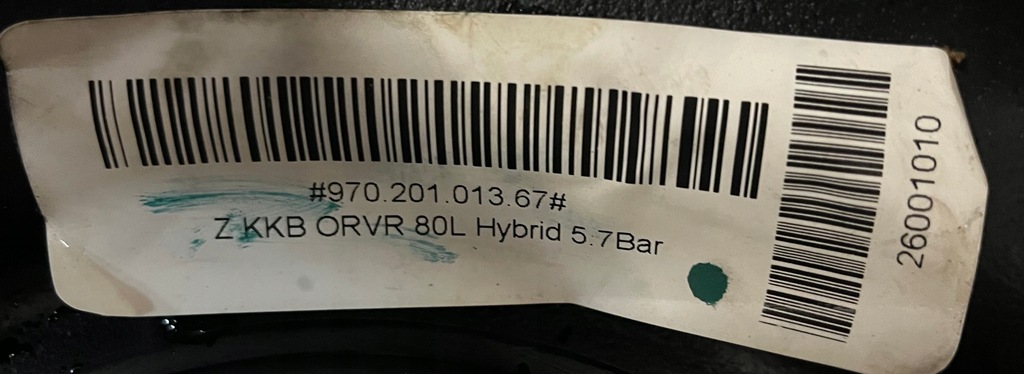 #970.201.013.67#
Z KKB ORVR 80L Hybrid 5.7Bar
26001010